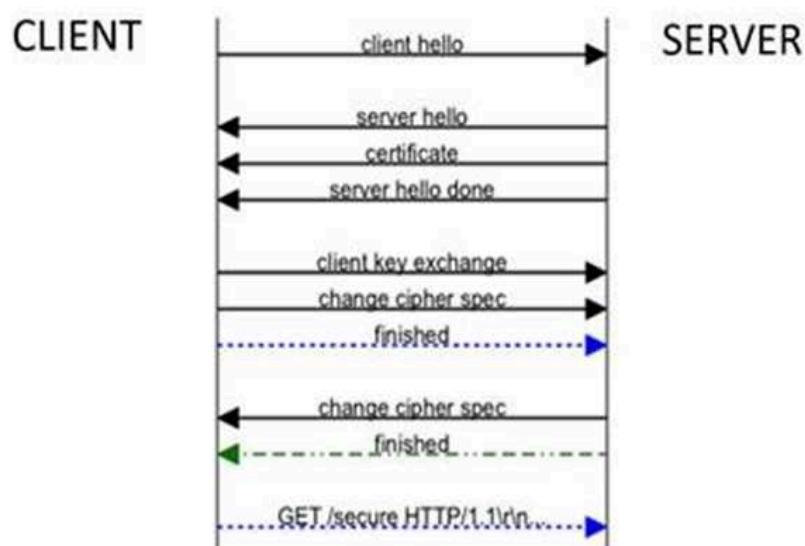 CLIENT
SERVER
client hello
server hello
certificate
server hello done
client key exchange
change cipher spec
finished
change cipher spec
finished
GET /secure HTTP/1.1\r\n...